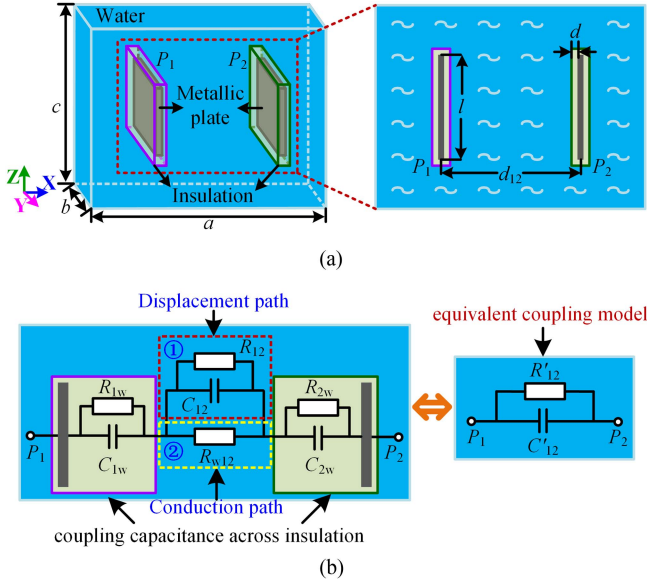 Water
P1
P2
Metallic
plate
Insulation
c
b
a
Z
X
Y
d
l
P1
P2
d12
(a)
Displacement path
①
R12
C12
R1w
C1w
②
Rw12
R2w
C2w
P1
P2
Conduction path
coupling capacitance across insulation
equivalent coupling model
R′12
C′12
P1
P2
(b)